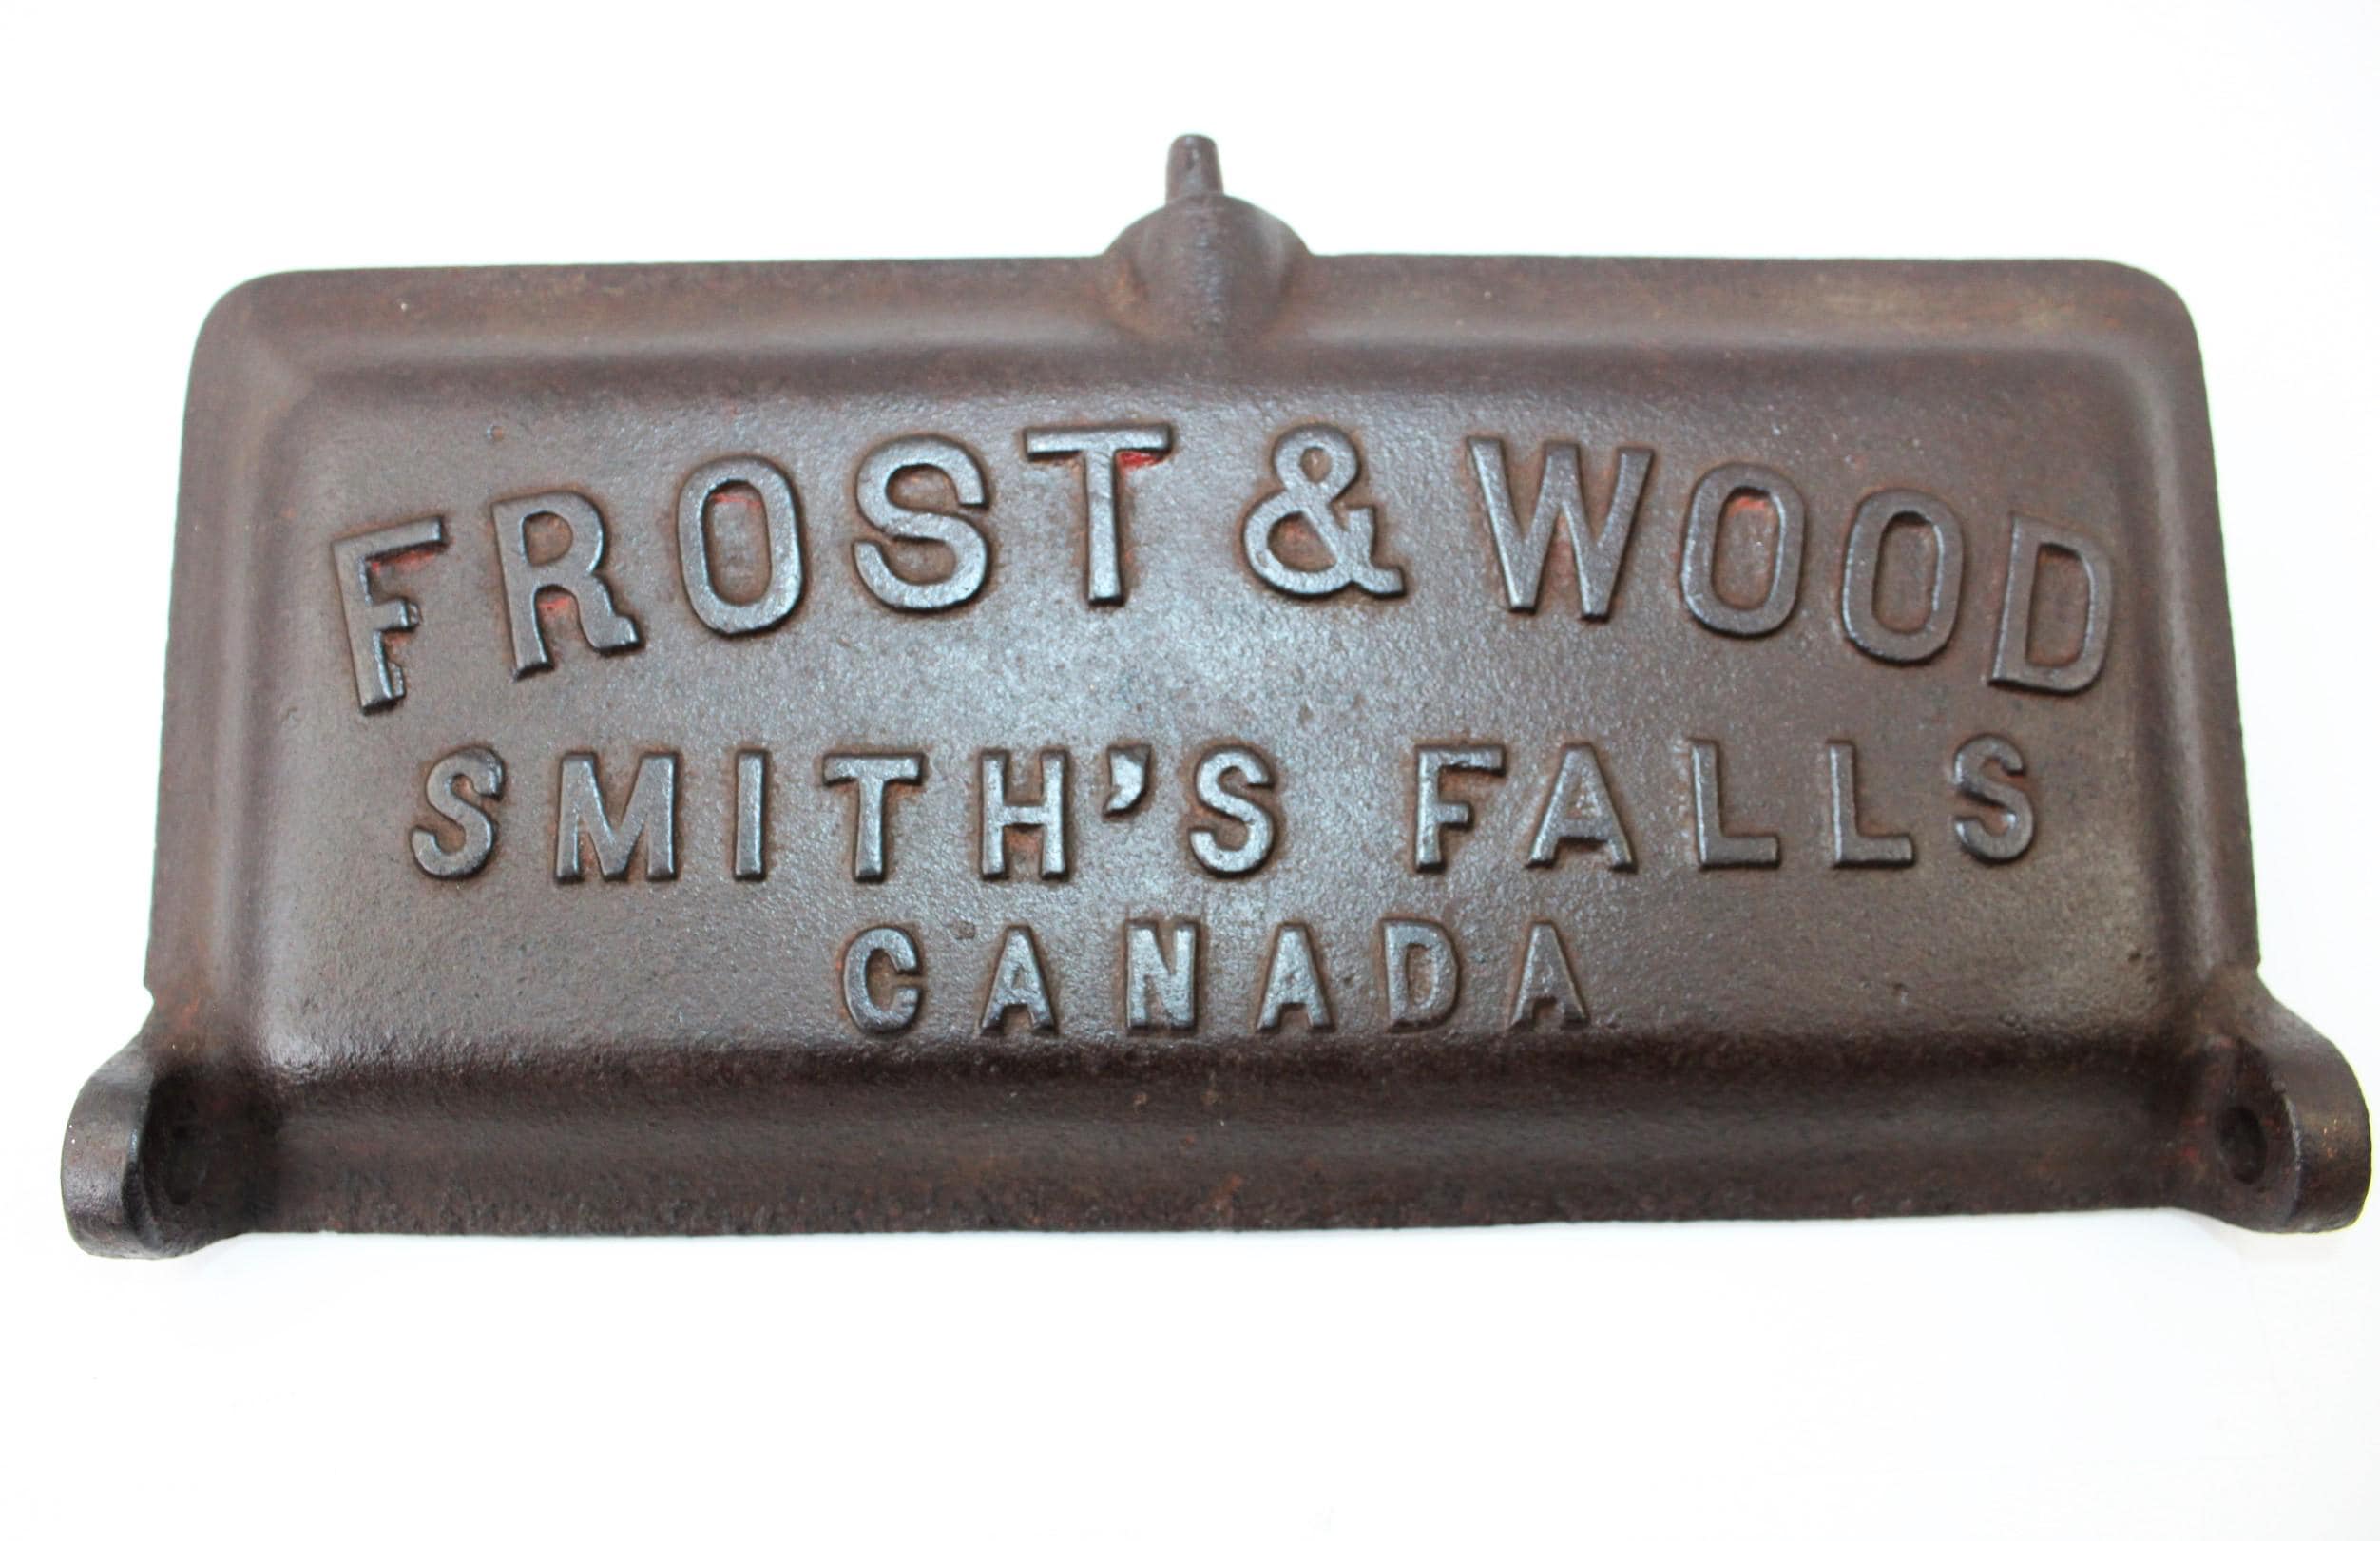 FROST & WOOD
SMITH'S FALLS
CANADA